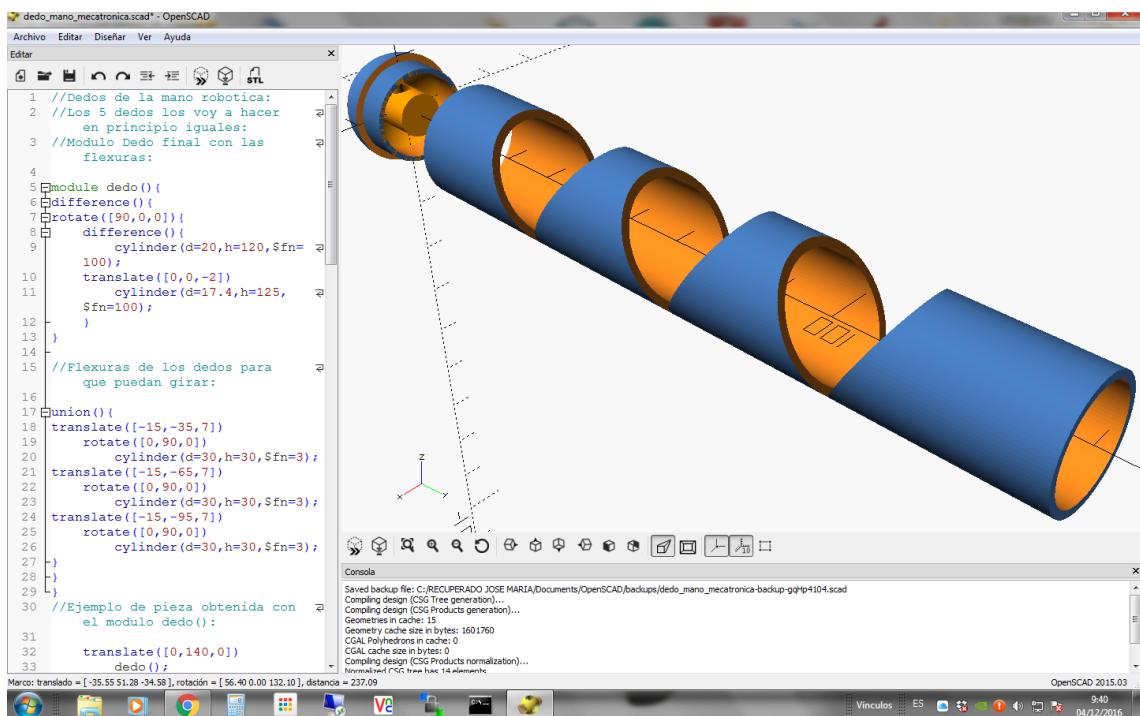 dedo_mano_mecatronica.scad* - OpenSCAD
Archivo Editar Diseñar Ver Ayuda
Editar
STL
1 //Dedos de la mano robotica:
2 //Los 5 dedos los voy a hacer
en principio iguales:
3 //Modulo Dedo final con las
flexuras:
4
5 module dedo(){
6 difference(){
7 rotate([90,0,0]){
8 difference(){
9 cylinder(d=20,h=120,$fn=
100);
10 translate([0,0,-2])
11 cylinder(d=17.4,h=125,
$fn=100);
12 }
13 }
14
15 //Flexuras de los dedos para
que puedan girar:
16
17 union(){
18 translate([-15,-35,7])
19 rotate([0,90,0])
20 cylinder(d=30,h=30,$fn=3);
21 translate([-15,-65,7])
22 rotate([0,90,0])
23 cylinder(d=30,h=30,$fn=3);
24 translate([-15,-95,7])
25 rotate([0,90,0])
26 cylinder(d=30,h=30,$fn=3);
27 }
28 }
29 }
30 //Ejemplo de pieza obtenida con
el modulo dedo():
31
32 translate([0,140,0])
33 dedo();
100
z
x
y
10
Consola
Saved backup file: C:/RECUPERADO JOSE MARIA/Documents/OpenSCAD/backups/dedo_mano_mecatronica-backup-gqHp4104.scad
Compiling design (CSG Tree generation)...
Compiling design (CSG Products generation)...
Geometries in cache: 15
Geometry cache size in bytes: 1601760
CGAL Polyhedrons in cache: 0
CGAL cache size in bytes: 0
Compiling design (CSG Products normalization)...
Normalized CSG tree has 14 elements
Marco: translado = [ -35.55 51.28 -34.58 ], rotación = [ 56.40 0.00 132.10 ], distancia = 237.09
OpenSCAD 2015.03
Vínculos ES 9:40
04/12/2016